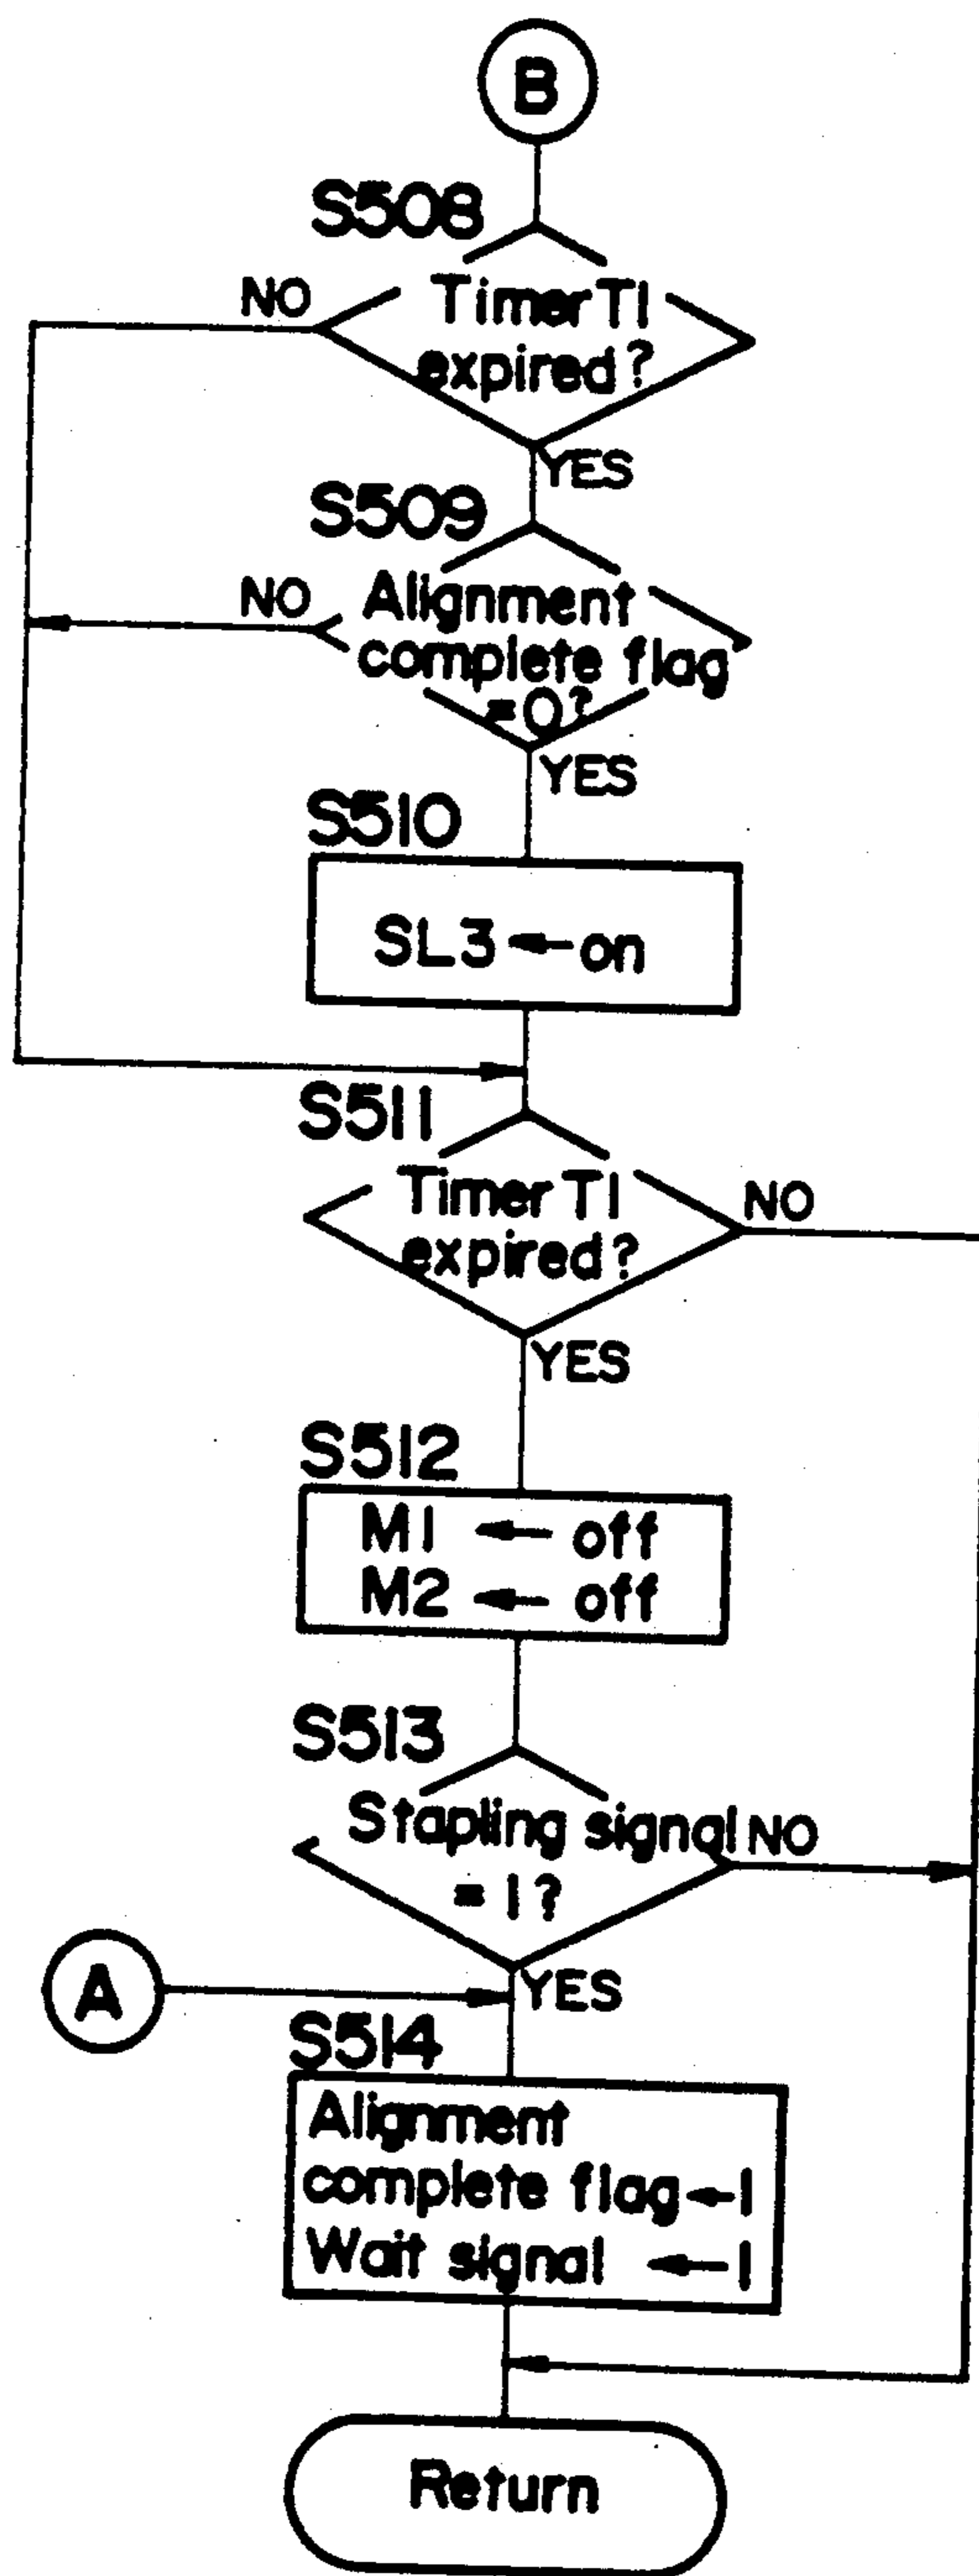 B
S508
NO
Timer T1
expired?
YES
S509
NO
Alignment
complete flag
=0?
YES
S510
SL3 ← on
S511
Timer T1
expired?
NO
YES
S512
M1 ← off
M2 ← off
S513
Stapling signal
= 1?
NO
A
YES
S514
Alignment
complete flag ← 1
Wait signal ← 1
Return